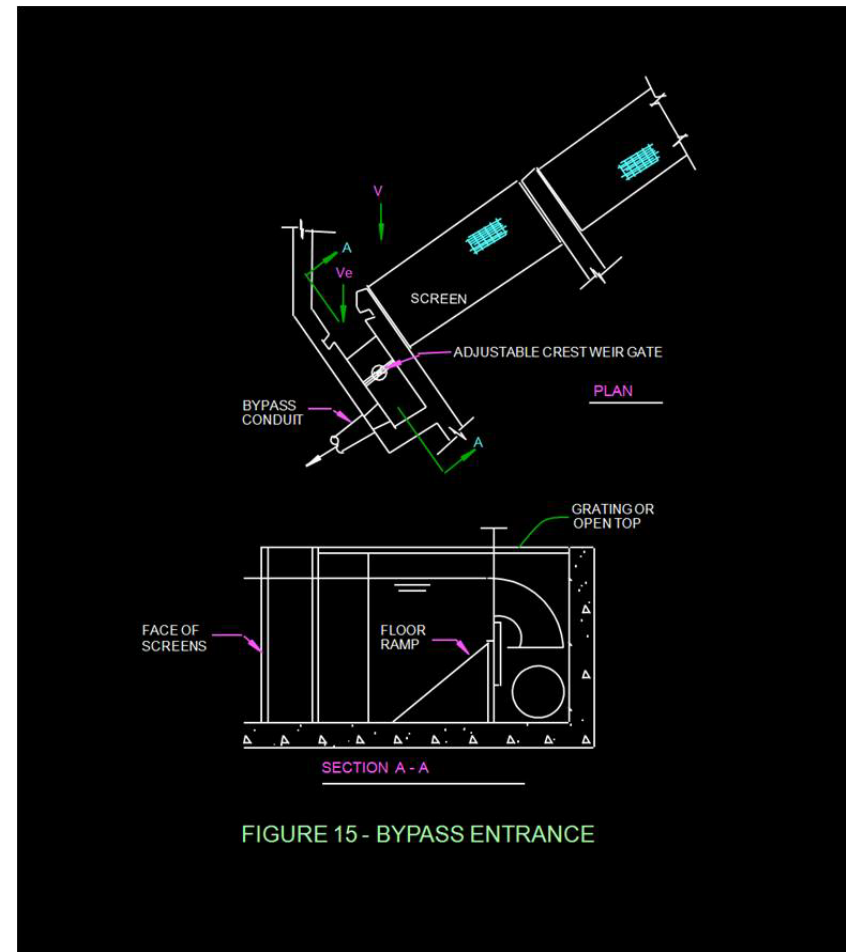 V
A
Ve
SCREEN
ADJUSTABLE CREST WEIR GATE
PLAN
BYPASS
CONDUIT
A
GRATING OR
OPEN TOP
FACE OF
SCREENS
FLOOR
RAMP
SECTION A - A
FIGURE 15 - BYPASS ENTRANCE